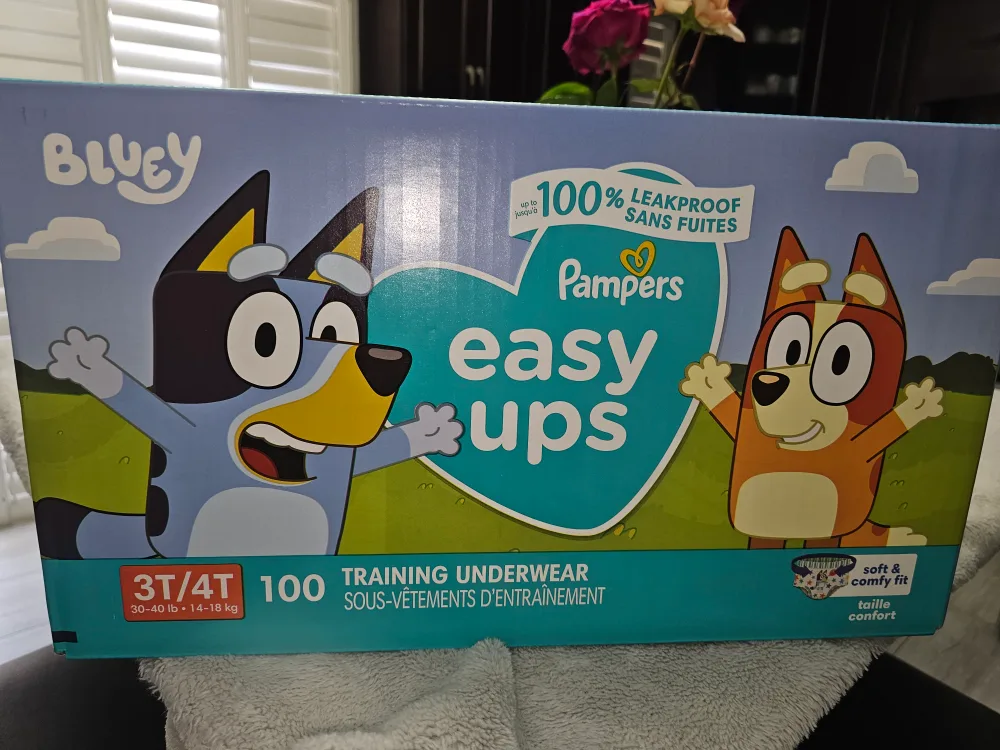 BLUEY
up to
jusqu'à
100% LEAKPROOF
SANS FUITES
Pampers
easy
ups
3T/4T
30-40 lb • 14-18 kg
100
TRAINING UNDERWEAR
SOUS-VÊTEMENTS D'ENTRAÎNEMENT
soft &
comfy fit
taille
confort